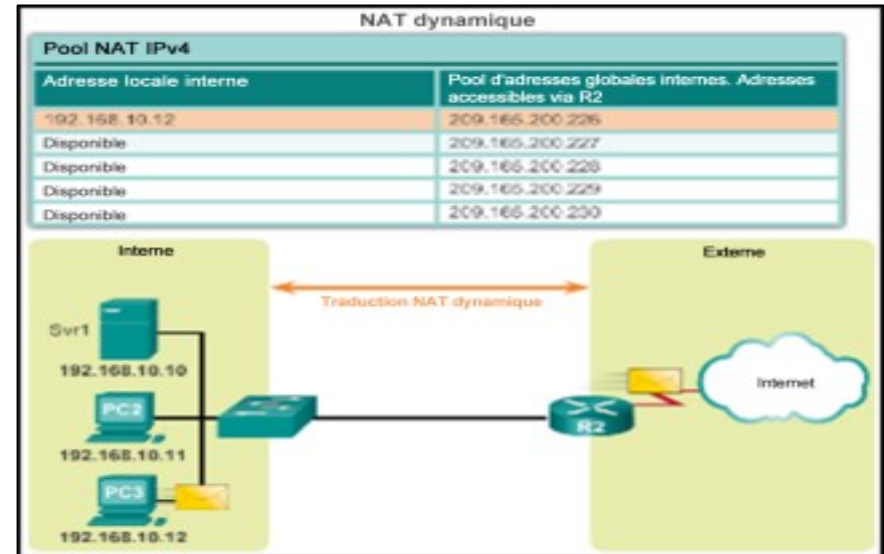 NAT dynamique
Pool NAT IPv4
Adresse locale interne
Pool d'adresses globales internes. Adresses
accessibles via R2
192.168.10.12
209.165.200.226
Disponible
209.165.200.227
Disponible
209.165.200.228
Disponible
209.165.200.229
Disponible
209.165.200.230
Interne
Externe
Traduction NAT dynamique
Svr1
192.168.10.10
Internet
PC2
R2
192.168.10.11
PC3
192.168.10.12